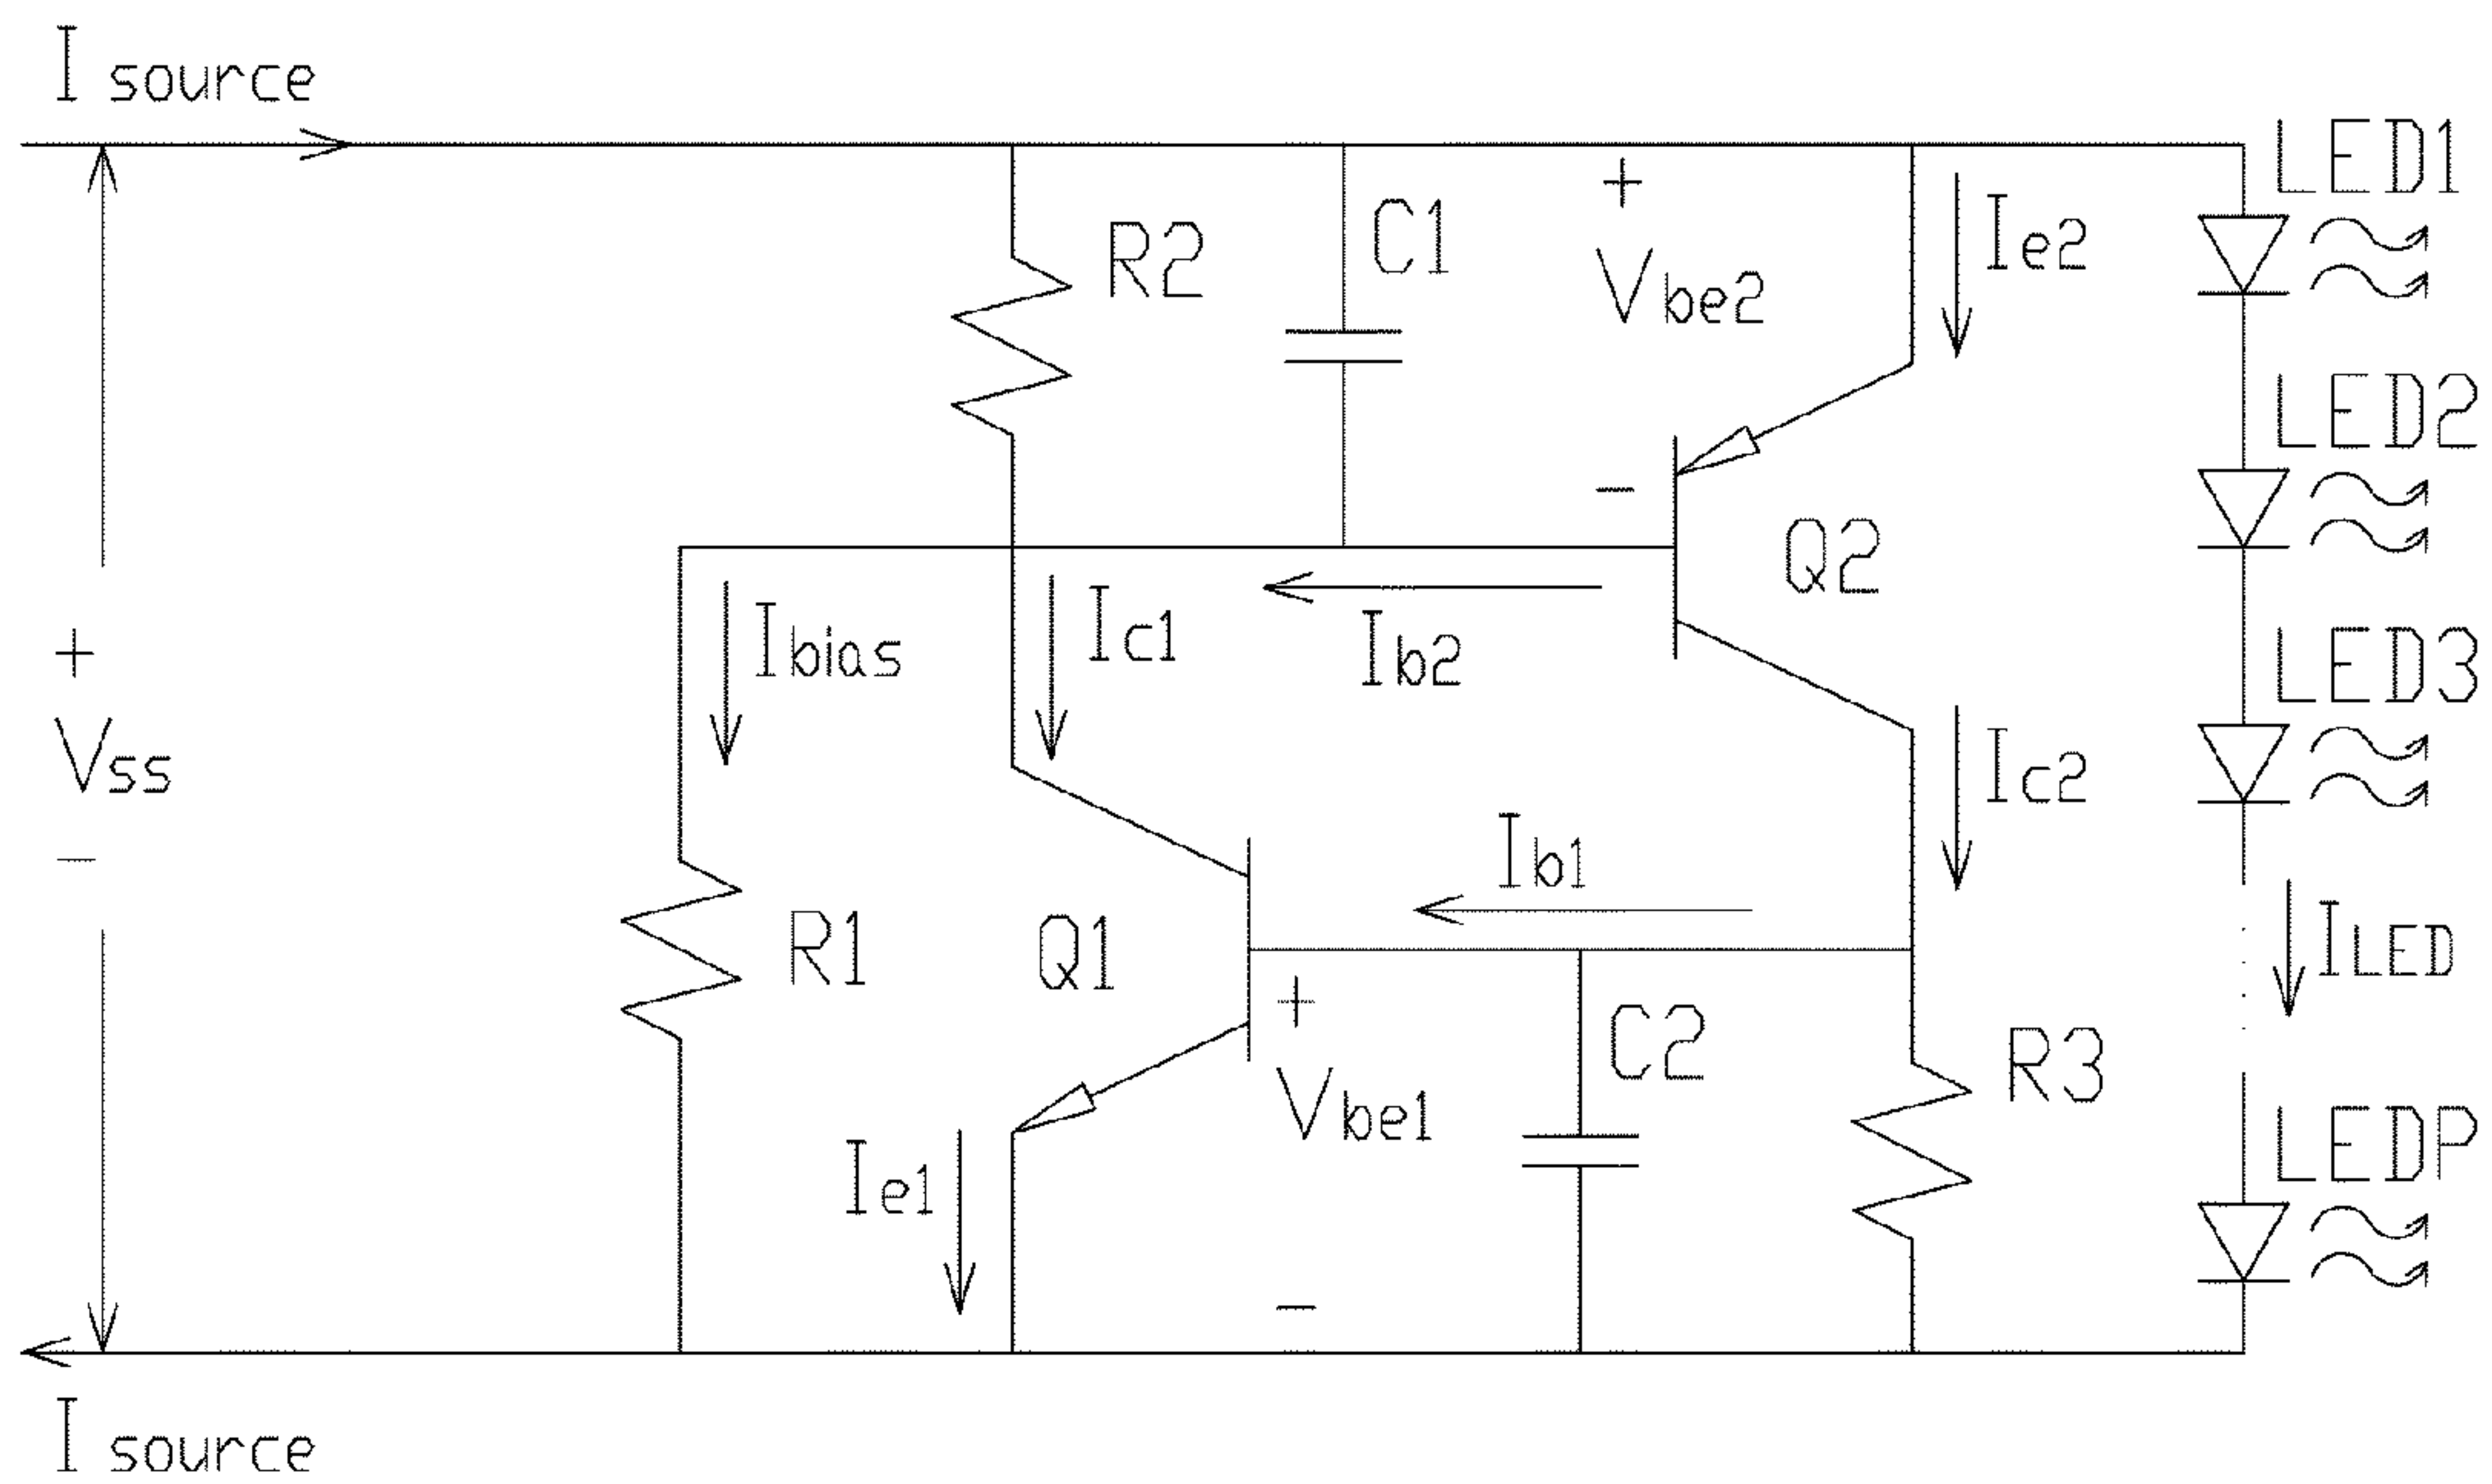 I source
LED1
R2
C1
+
Vbe2
-
Ie2
LED2
Q2
Ibias
Ic1
Ib2
LED3
+
Vss
-
Ic2
Ib1
R1
Q1
+
Vbe1
-
C2
ILED
R3
LEDP
Ie1
I source